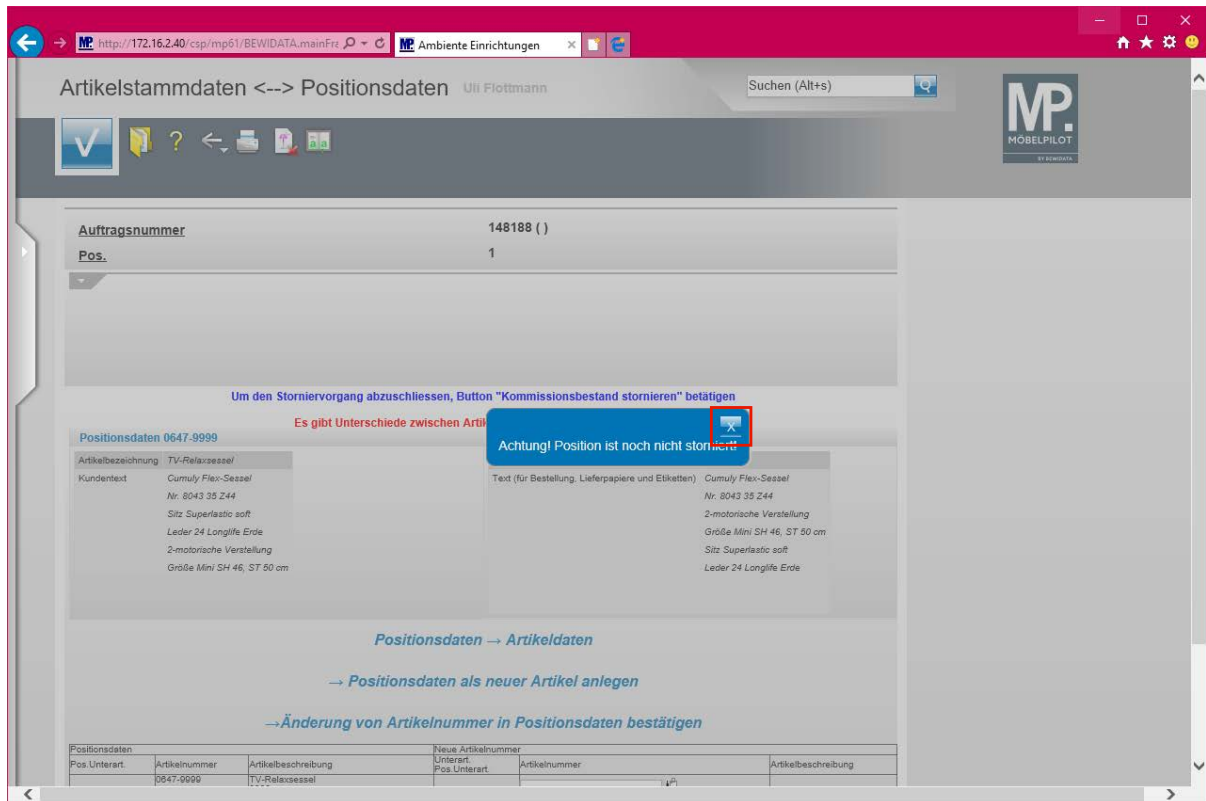 http://172.16.2.40/csp/mp61/BEWIDATA.mainFra
MP. Ambiente Einrichtungen
Artikelstammdaten <--> Positionsdaten Uli Flottmann
Suchen (Alt+s)
MP.
MÖBELPILOT
BY BEWIDATA
?
Auftragsnummer 148188 ( )
Pos. 1
Um den Storniervorgang abzuschliessen, Button "Kommissionsbestand stornieren" betätigen
Es gibt Unterschiede zwischen
X
Achtung! Position ist noch nicht storniert!
Positionsdaten 0647-9999
Artikelbezeichnung TV-Relaxsessel
Kundentext Cumuly Flex-Sessel
Nr. 8043 35 Z44
Sitz Superlastic soft
Leder 24 Longlife Erde
2-motorische Verstellung
Größe Mini SH 46, ST 50 cm
Text (für Bestellung, Lieferpapiere und Etiketten) Cumuly Flex-Sessel
Nr. 8043 35 Z44
2-motorische Verstellung
Größe Mini SH 46, ST 50 cm
Sitz Superlastic soft
Leder 24 Longlife Erde
Positionsdaten → Artikeldaten
→ Positionsdaten als neuer Artikel anlegen
→Änderung von Artikelnummer in Positionsdaten bestätigen
Positionsdaten Neue Artikelnummer
Pos.Unterart. Artikelnummer Artikelbeschreibung Unterart. Pos.Unterart. Artikelnummer Artikelbeschreibung
0647-9999 TV-Relaxsessel